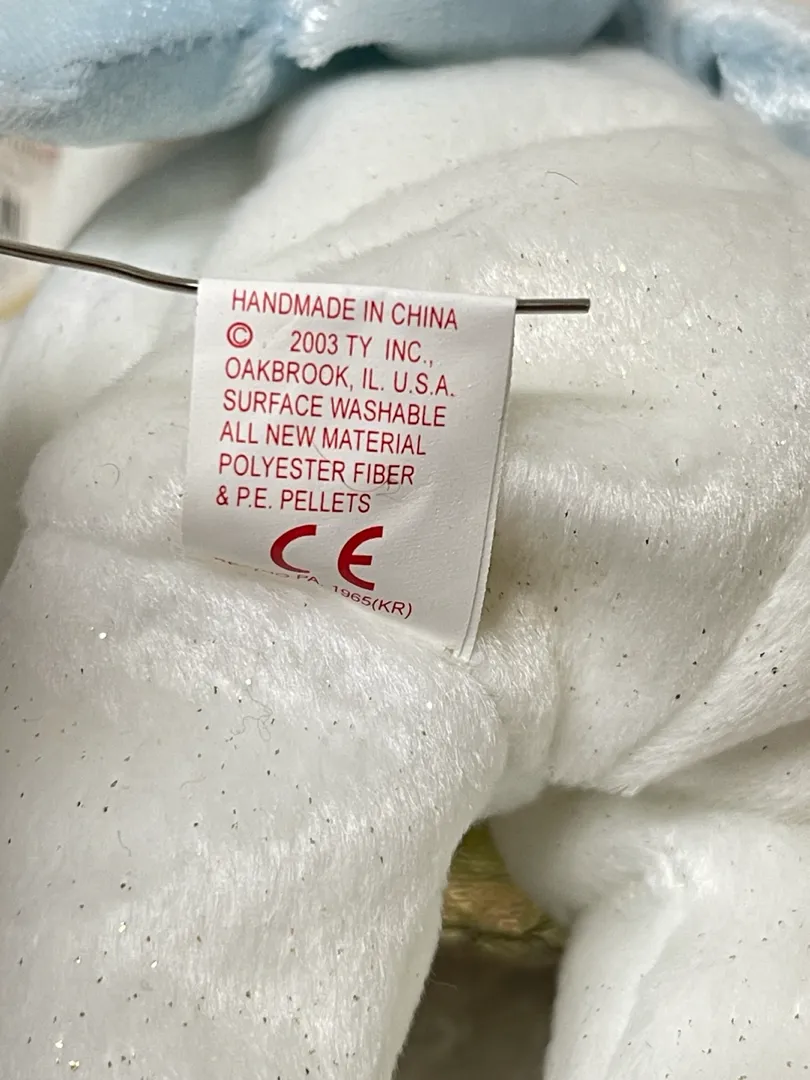 HANDMADE IN CHINA
© 2003 TY INC.,
OAKBROOK, IL. U.S.A.
SURFACE WASHABLE
ALL NEW MATERIAL
POLYESTER FIBER
& P.E. PELLETS
CE
PA. 1965(KR)